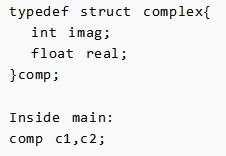 typedef struct complex{
int imag;
float real;
}comp;
Inside main:
comp c1,c2;